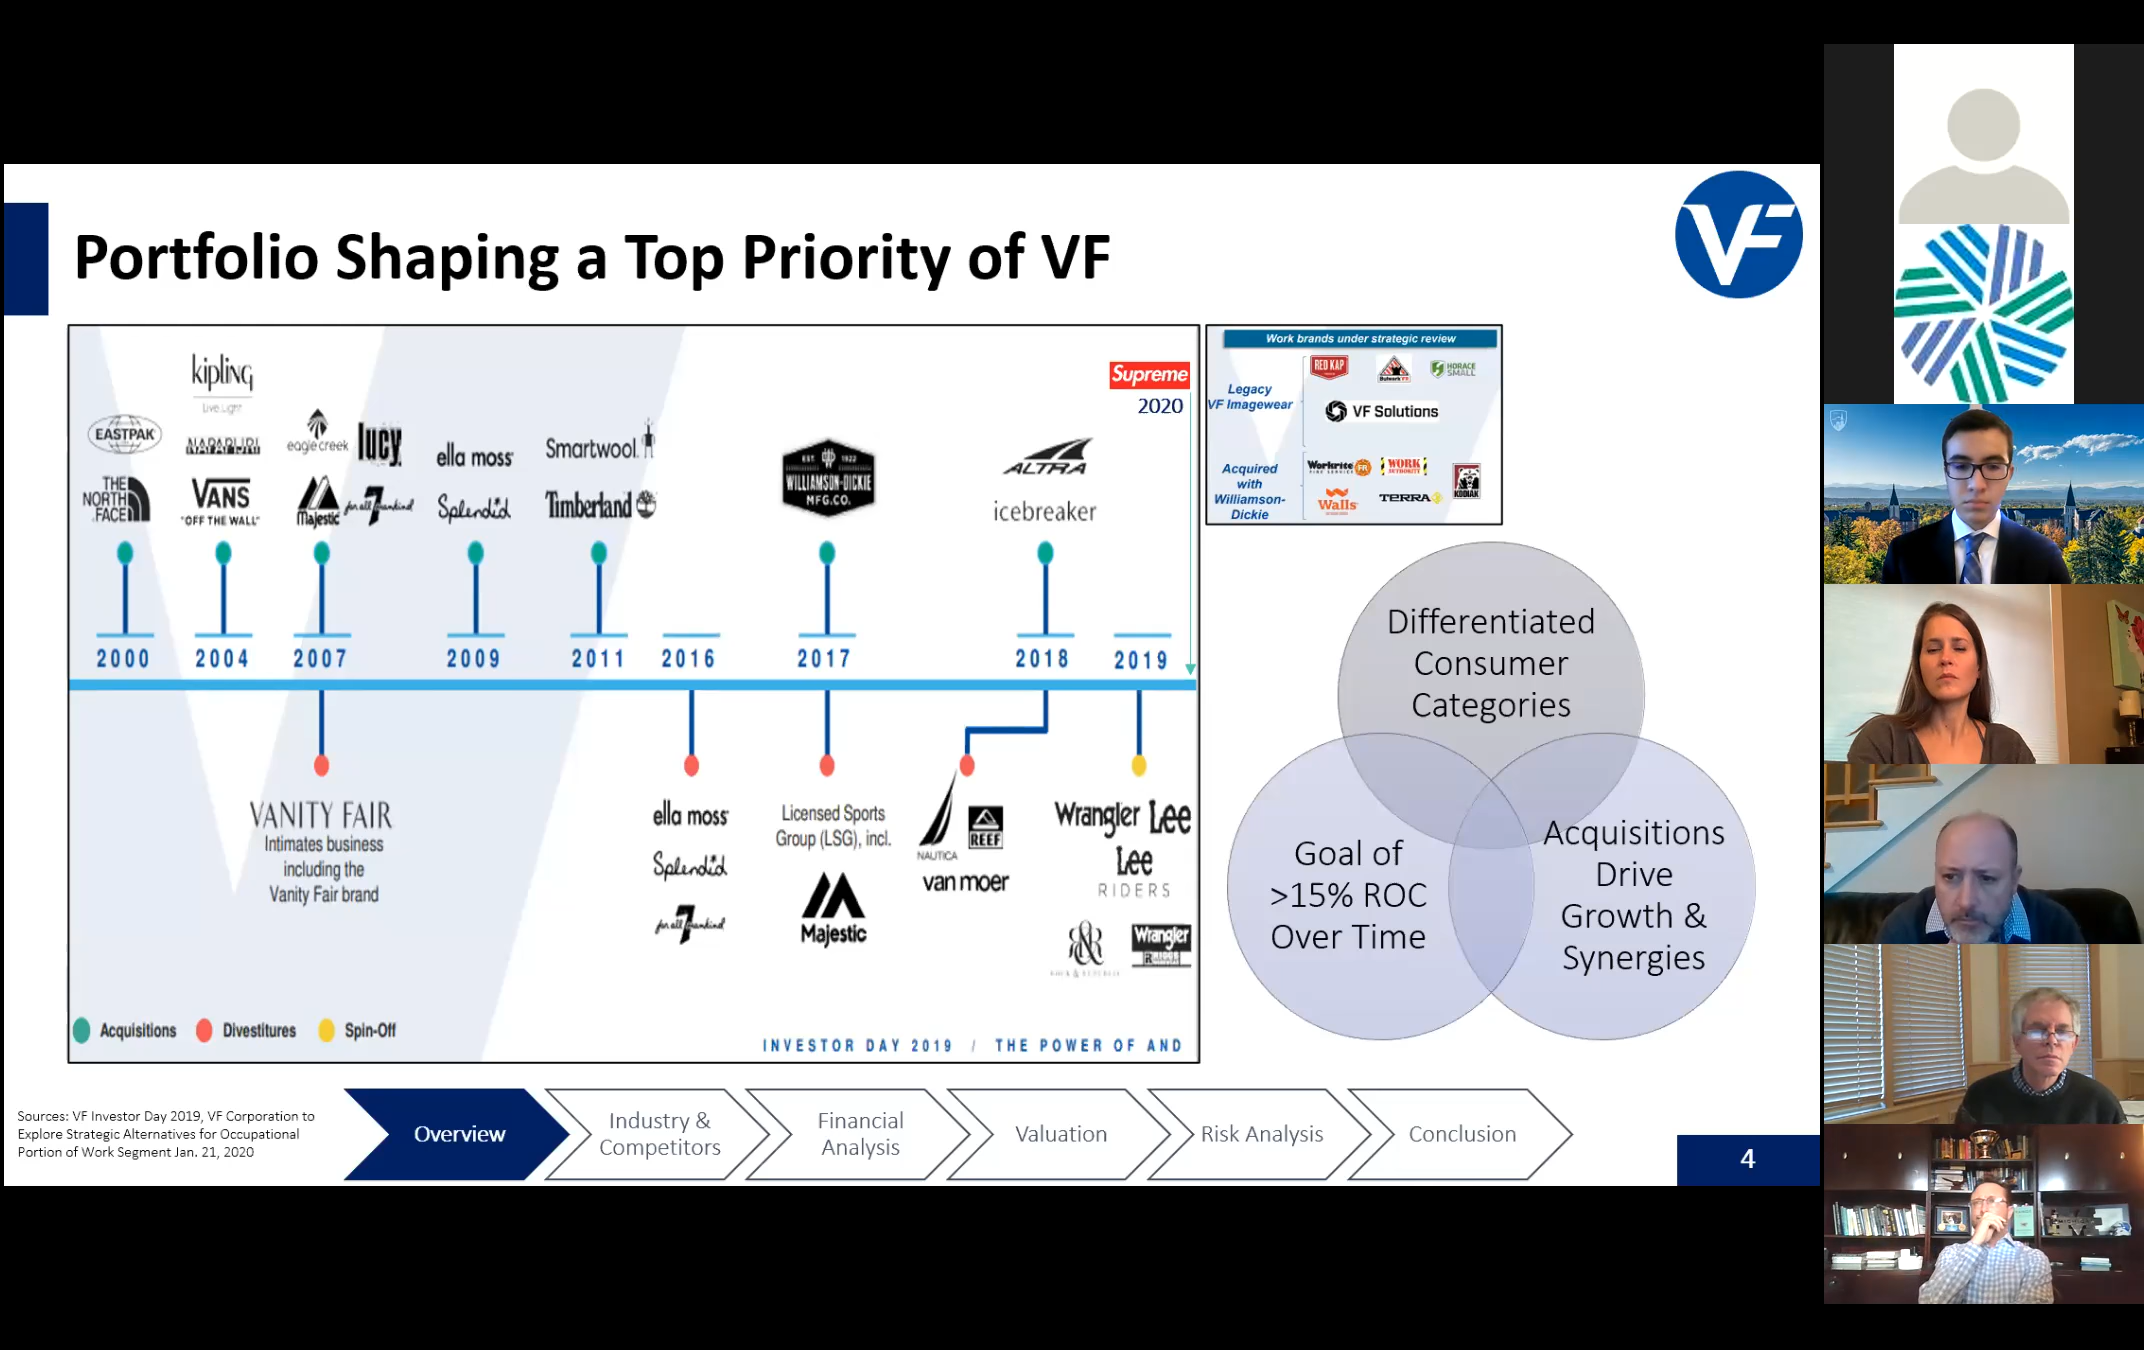 Portfolio Shaping a Top Priority of VF
VF
kipling
Live.Light
EASTPAK
NAPAPIJRI
eagle creek
lucy
THE
NORTH
FACE
VANS
"OFF THE WALL"
Majestic
for all 7 mankind
ella moss
Splendid
Smartwool
Timberland
EST. 1922
WILLIAMSON-DICKIE
MFG.CO.
ALTRA
icebreaker
Supreme
2020
2000
2004
2007
2009
2011
2016
2017
2018
2019
VANITY FAIR
Intimates business
including the
Vanity Fair brand
ella moss
Splendid
for all 7 mankind
Licensed Sports
Group (LSG), incl.
Majestic
NAUTICA
REEF
van moer
Wrangler Lee
Lee
RIDERS
Wrangler
Acquisitions
Divestitures
Spin-Off
INVESTOR DAY 2019 / THE POWER OF AND
Work brands under strategic review
Legacy
VF Imagewear
RED KAP
Bulwark
HORACE
SMALL
VF Solutions
Acquired
with
Williamson-
Dickie
Workrite FR
WORK
AUTHORITY
KODIAK
Walls
TERRA
Differentiated
Consumer
Categories
Goal of
>15% ROC
Over Time
Acquisitions
Drive
Growth &
Synergies
Sources: VF Investor Day 2019, VF Corporation to
Explore Strategic Alternatives for Occupational
Portion of Work Segment Jan. 21, 2020
Overview
Industry &
Competitors
Financial
Analysis
Valuation
Risk Analysis
Conclusion
4